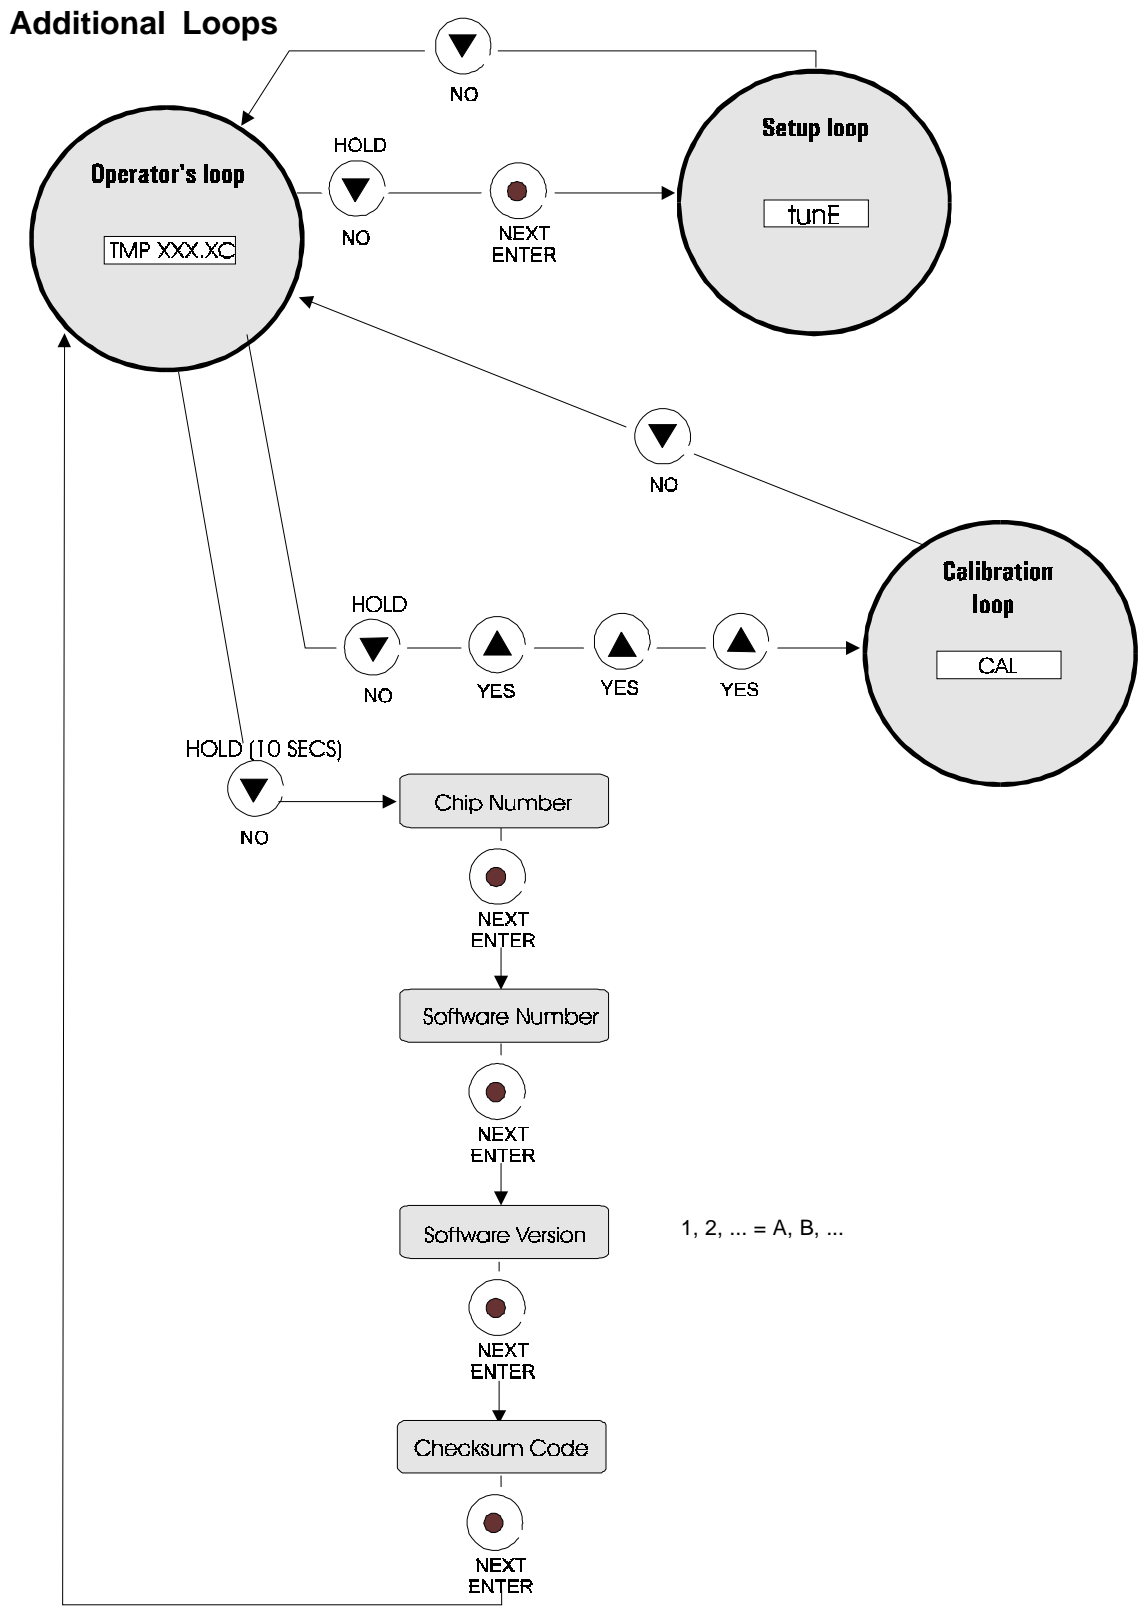 Additional Loops
NO
Setup loop
tunE
Operator's loop
TMP XXX.XC
HOLD
NO
NEXT
ENTER
NO
Calibration
loop
CAL
HOLD
NO
YES
YES
YES
HOLD (10 SECS)
NO
Chip Number
NEXT
ENTER
Software Number
NEXT
ENTER
Software Version
1, 2, ... = A, B, ...
NEXT
ENTER
Checksum Code
NEXT
ENTER